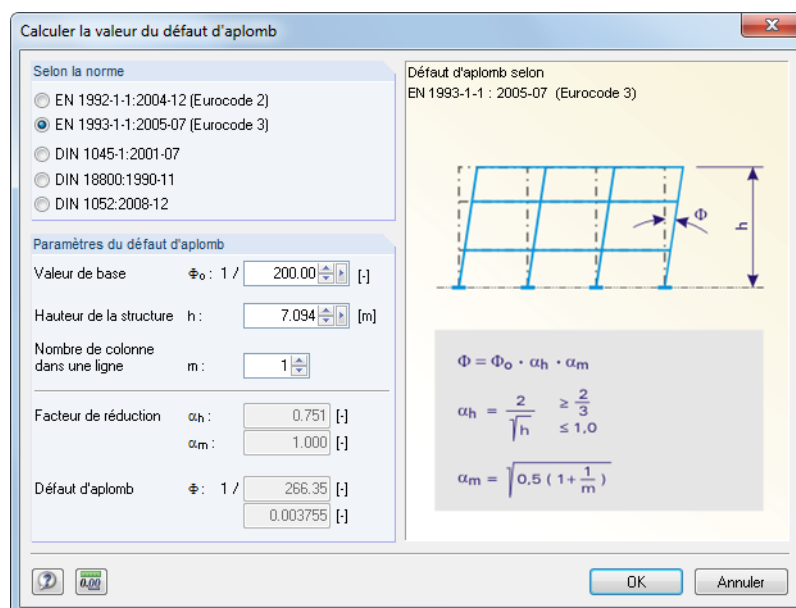 Calculer la valeur du défaut d'aplomb
Selon la norme
EN 1992-1-1:2004-12 (Eurocode 2)
EN 1993-1-1:2005-07 (Eurocode 3)
DIN 1045-1:2001-07
DIN 18800:1990-11
DIN 1052:2008-12
Paramètres du défaut d'aplomb
Valeur de base Φo : 1 / 200.00 [-]
Hauteur de la structure h : 7.094 [m]
Nombre de colonne
dans une ligne m : 1
Facteur de réduction αh : 0.751 [-]
αm : 1.000 [-]
Défaut d'aplomb Φ: 1 / 266.35 [-]
0.003755 [-]
Défaut d'aplomb selon
EN 1993-1-1 : 2005-07 (Eurocode 3)
Φ
h
Φ = Φo · αh · αm
αh = 2 / √h ≥ 2/3
≤ 1,0
αm = √0,5 ( 1 + 1/m )
0.00
OK
Annuler